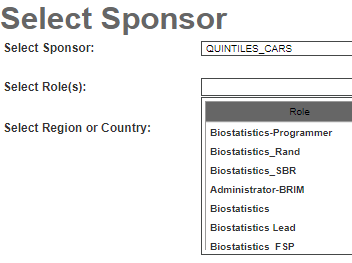 Select Sponsor
Select Sponsor: QUINTILES_CARS
Select Role(s):
Select Region or Country:
Role
Biostatistics-Programmer
Biostatistics_Rand
Biostatistics_SBR
Administrator-BRIM
Biostatistics
Biostatistics Lead
Biostatistics_FSP